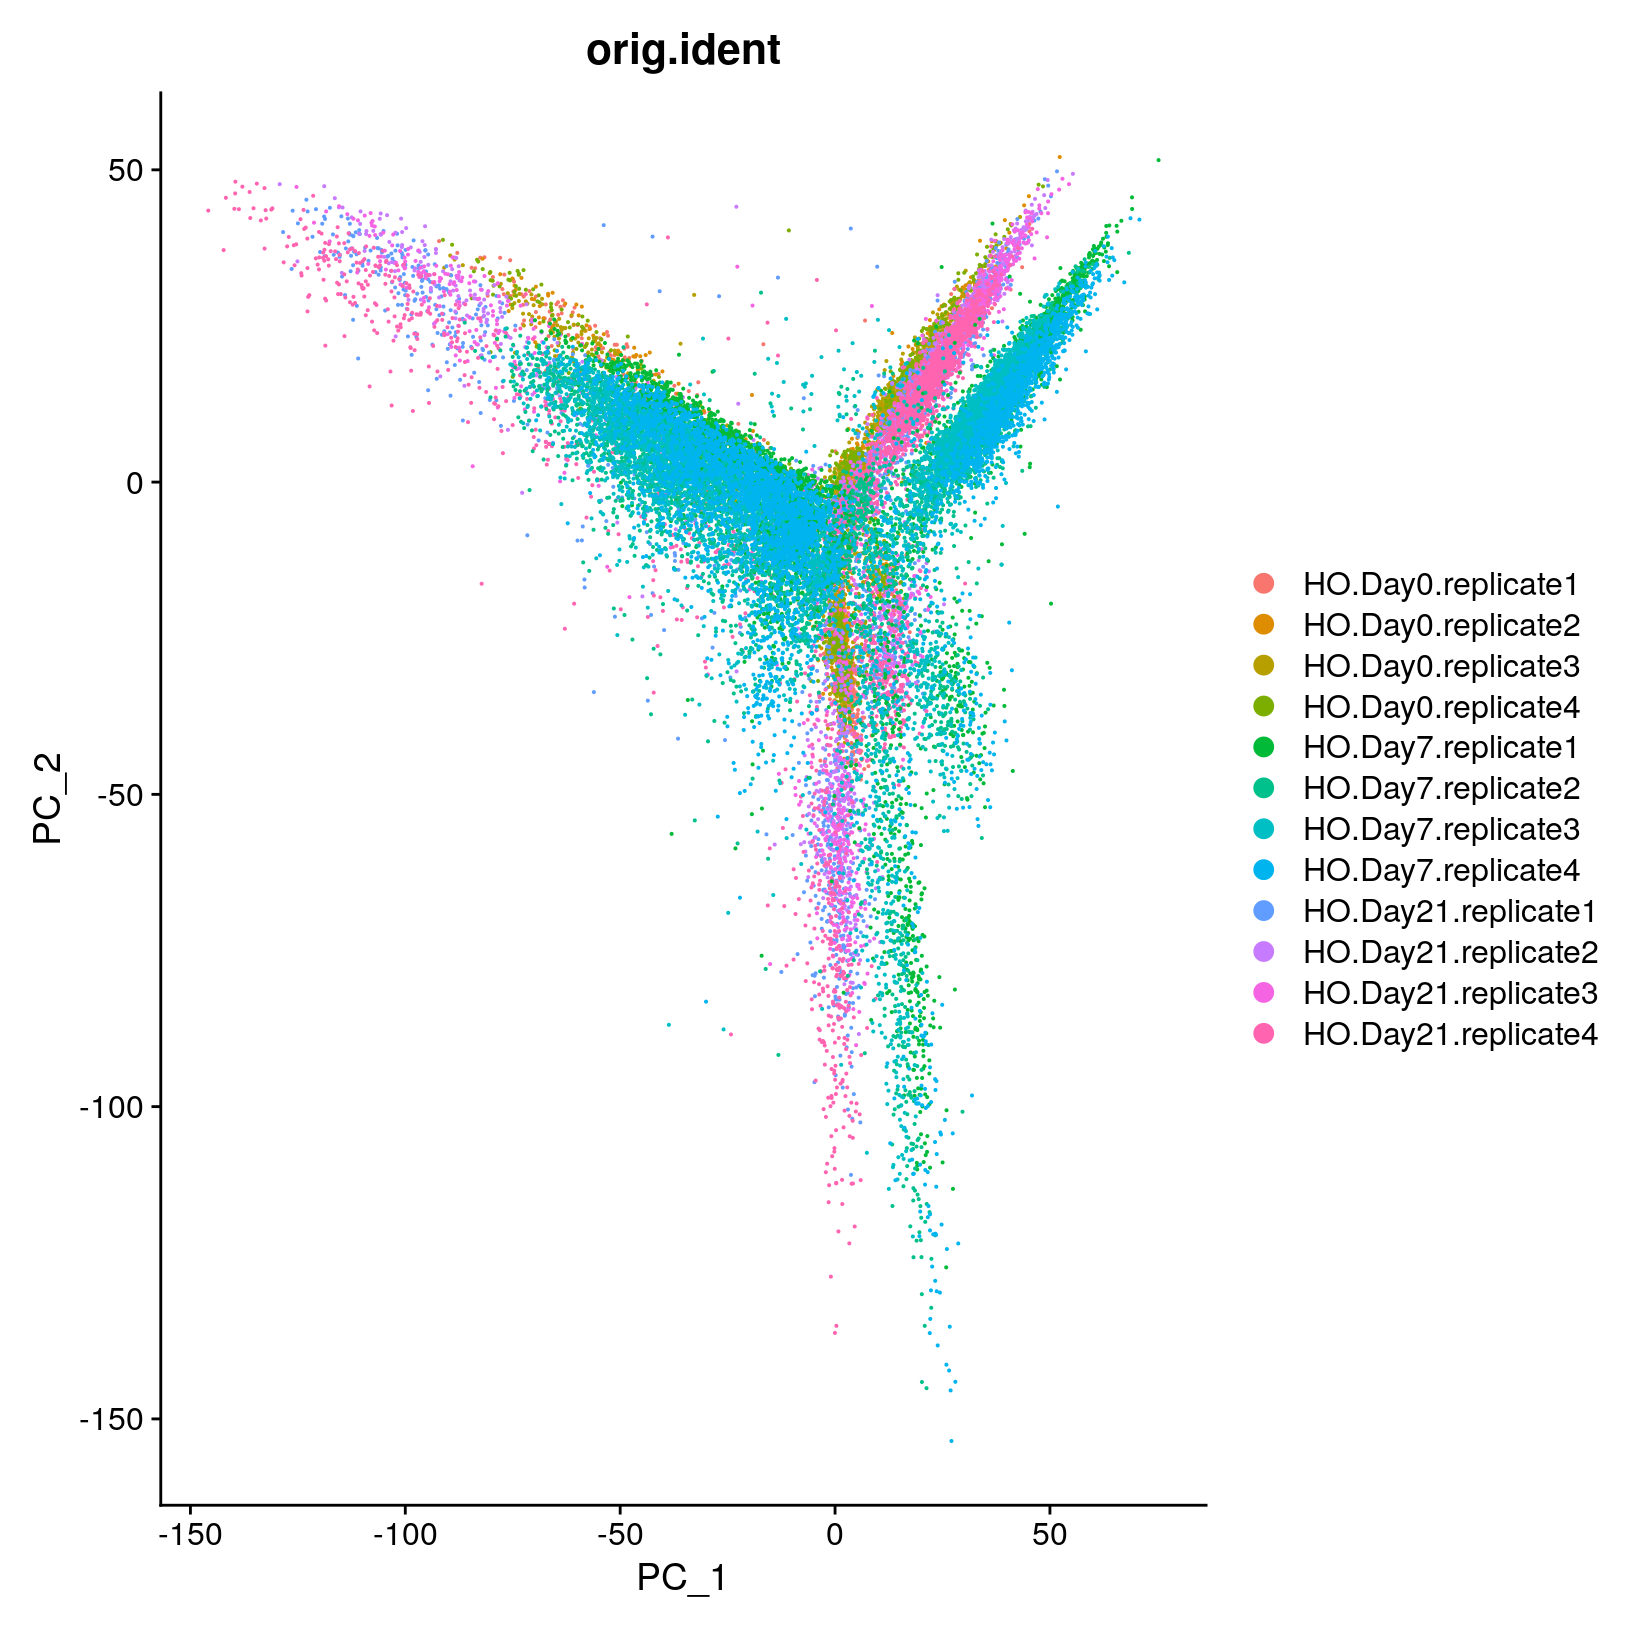 orig.ident
50
0
-50
-100
-150
PC_2
-150
-100
-50
0
50
PC_1
HO.Day0.replicate1
HO.Day0.replicate2
HO.Day0.replicate3
HO.Day0.replicate4
HO.Day7.replicate1
HO.Day7.replicate2
HO.Day7.replicate3
HO.Day7.replicate4
HO.Day21.replicate1
HO.Day21.replicate2
HO.Day21.replicate3
HO.Day21.replicate4